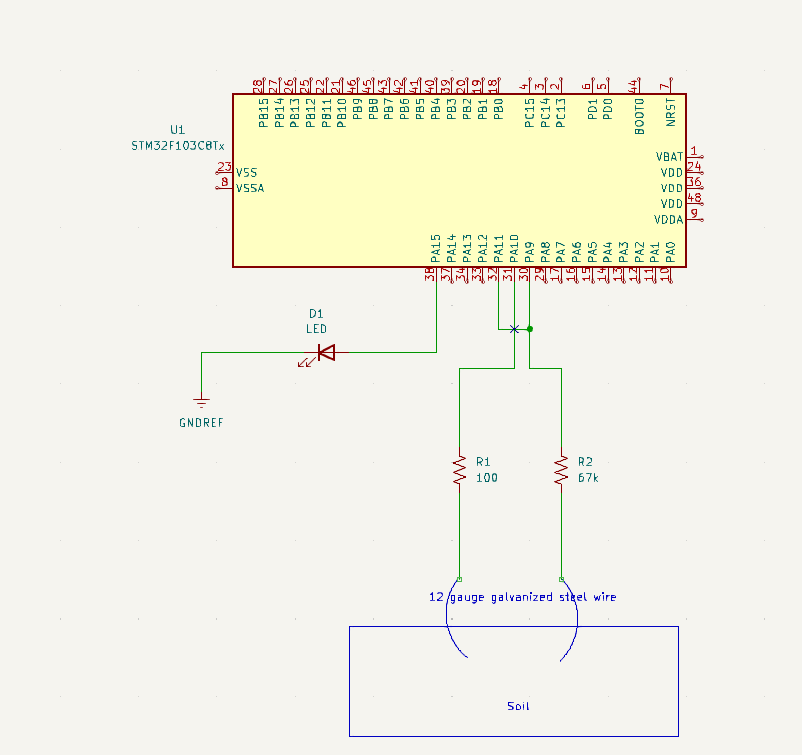 28 27 26 25 22 21 46 45 43 42 41 40 39 20 19 18 4 3 2 6 5 44 7
PB15 PB14 PB13 PB12 PB11 PB10 PB9 PB8 PB7 PB6 PB5 PB4 PB3 PB2 PB1 PB0 PC15 PC14 PC13 PD1 PD0 BOOT0 NRST
U1
STM32F103C8Tx
VBAT 1
23 VSS VDD 24
8 VSSA VDD 36
VDD 48
VDDA 9
PA15 PA14 PA13 PA12 PA11 PA10 PA9 PA8 PA7 PA6 PA5 PA4 PA3 PA2 PA1 PA0
38 37 34 33 32 31 30 29 17 16 15 14 13 12 11 10
D1
LED
GNDREF
R1 R2
100 67k
12 gauge galvanized steel wire
Soil